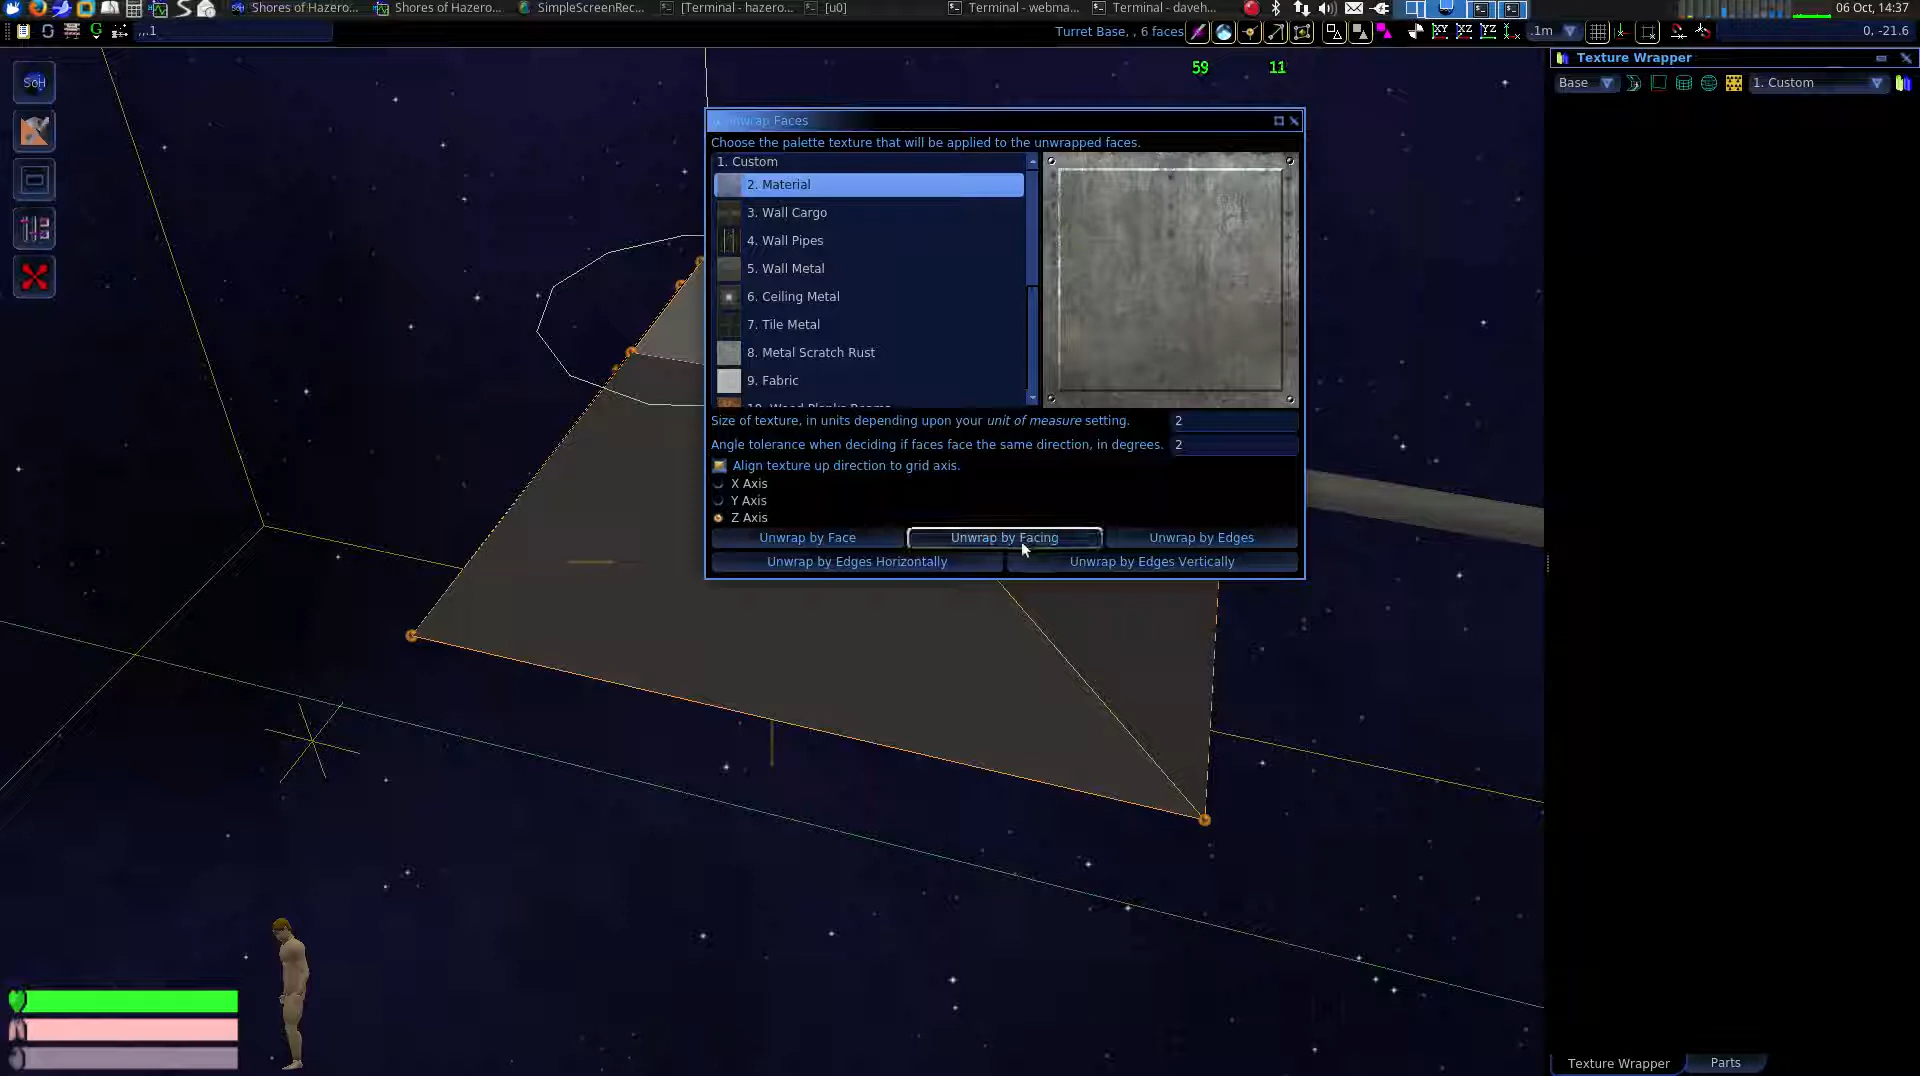 Shores of Hazero...
Shores of Hazero...
SimpleScreenRec...
[Terminal - hazero...
[u0]
Terminal - webma...
Terminal - daveh...
06 Oct, 14:37
,,.1
Turret Base, , 6 faces
XY
XZ
YZ
.1m
0, -21.6
Texture Wrapper
59
11
SoH
Base
1. Custom
Unwrap Faces
Choose the palette texture that will be applied to the unwrapped faces.
1. Custom
2. Material
3. Wall Cargo
4. Wall Pipes
5. Wall Metal
6. Ceiling Metal
7. Tile Metal
8. Metal Scratch Rust
9. Fabric
Size of texture, in units depending upon your unit of measure setting.
2
Angle tolerance when deciding if faces face the same direction, in degrees.
2
Align texture up direction to grid axis.
X Axis
Y Axis
Z Axis
Unwrap by Face
Unwrap by Facing
Unwrap by Edges
Unwrap by Edges Horizontally
Unwrap by Edges Vertically
Texture Wrapper
Parts